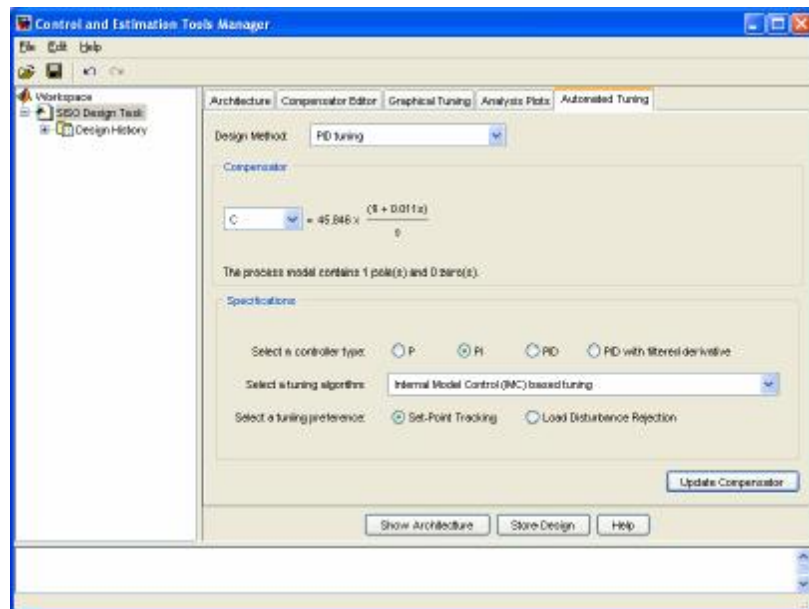 Control and Estimation Tools Manager
File Edit Help
Workspace
SISO Design Task
Design History
Architecture Compensator Editor Graphical Tuning Analysis Plots Automated Tuning
Design Method: PID tuning
Compensator
C = 45.846 x (1 + 0.011s)
s
The process model contains 1 pole(s) and 0 zero(s).
Specifications
Select a controller type: P PI PID PID with filtered derivative
Select a tuning algorithm: Internal Model Control (IMC) based tuning
Select a tuning preference: Set-Point Tracking Load Disturbance Rejection
Update Compensator
Show Architecture Store Design Help